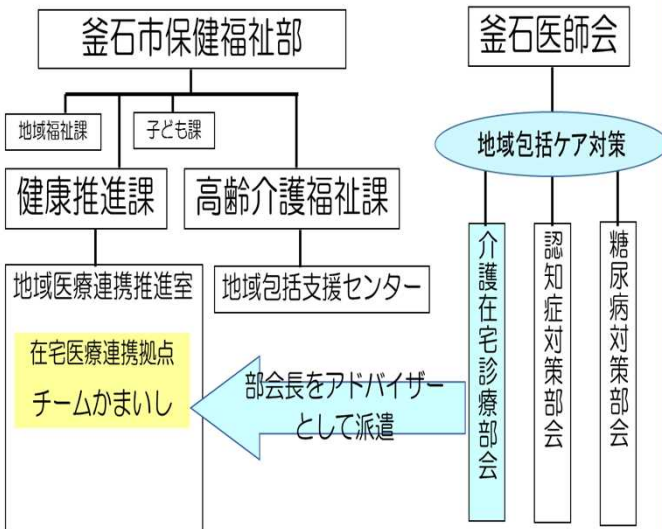 釜石市保健福祉部
釜石医師会
地域福祉課
子ども課
地域包括ケア対策
健康推進課
高齢介護福祉課
地域医療連携推進室
地域包括支援センター
在宅医療連携拠点
チームかまいし
部会長をアドバイザー
として派遣
介護在宅診療部会
認知症対策部会
糖尿病対策部会